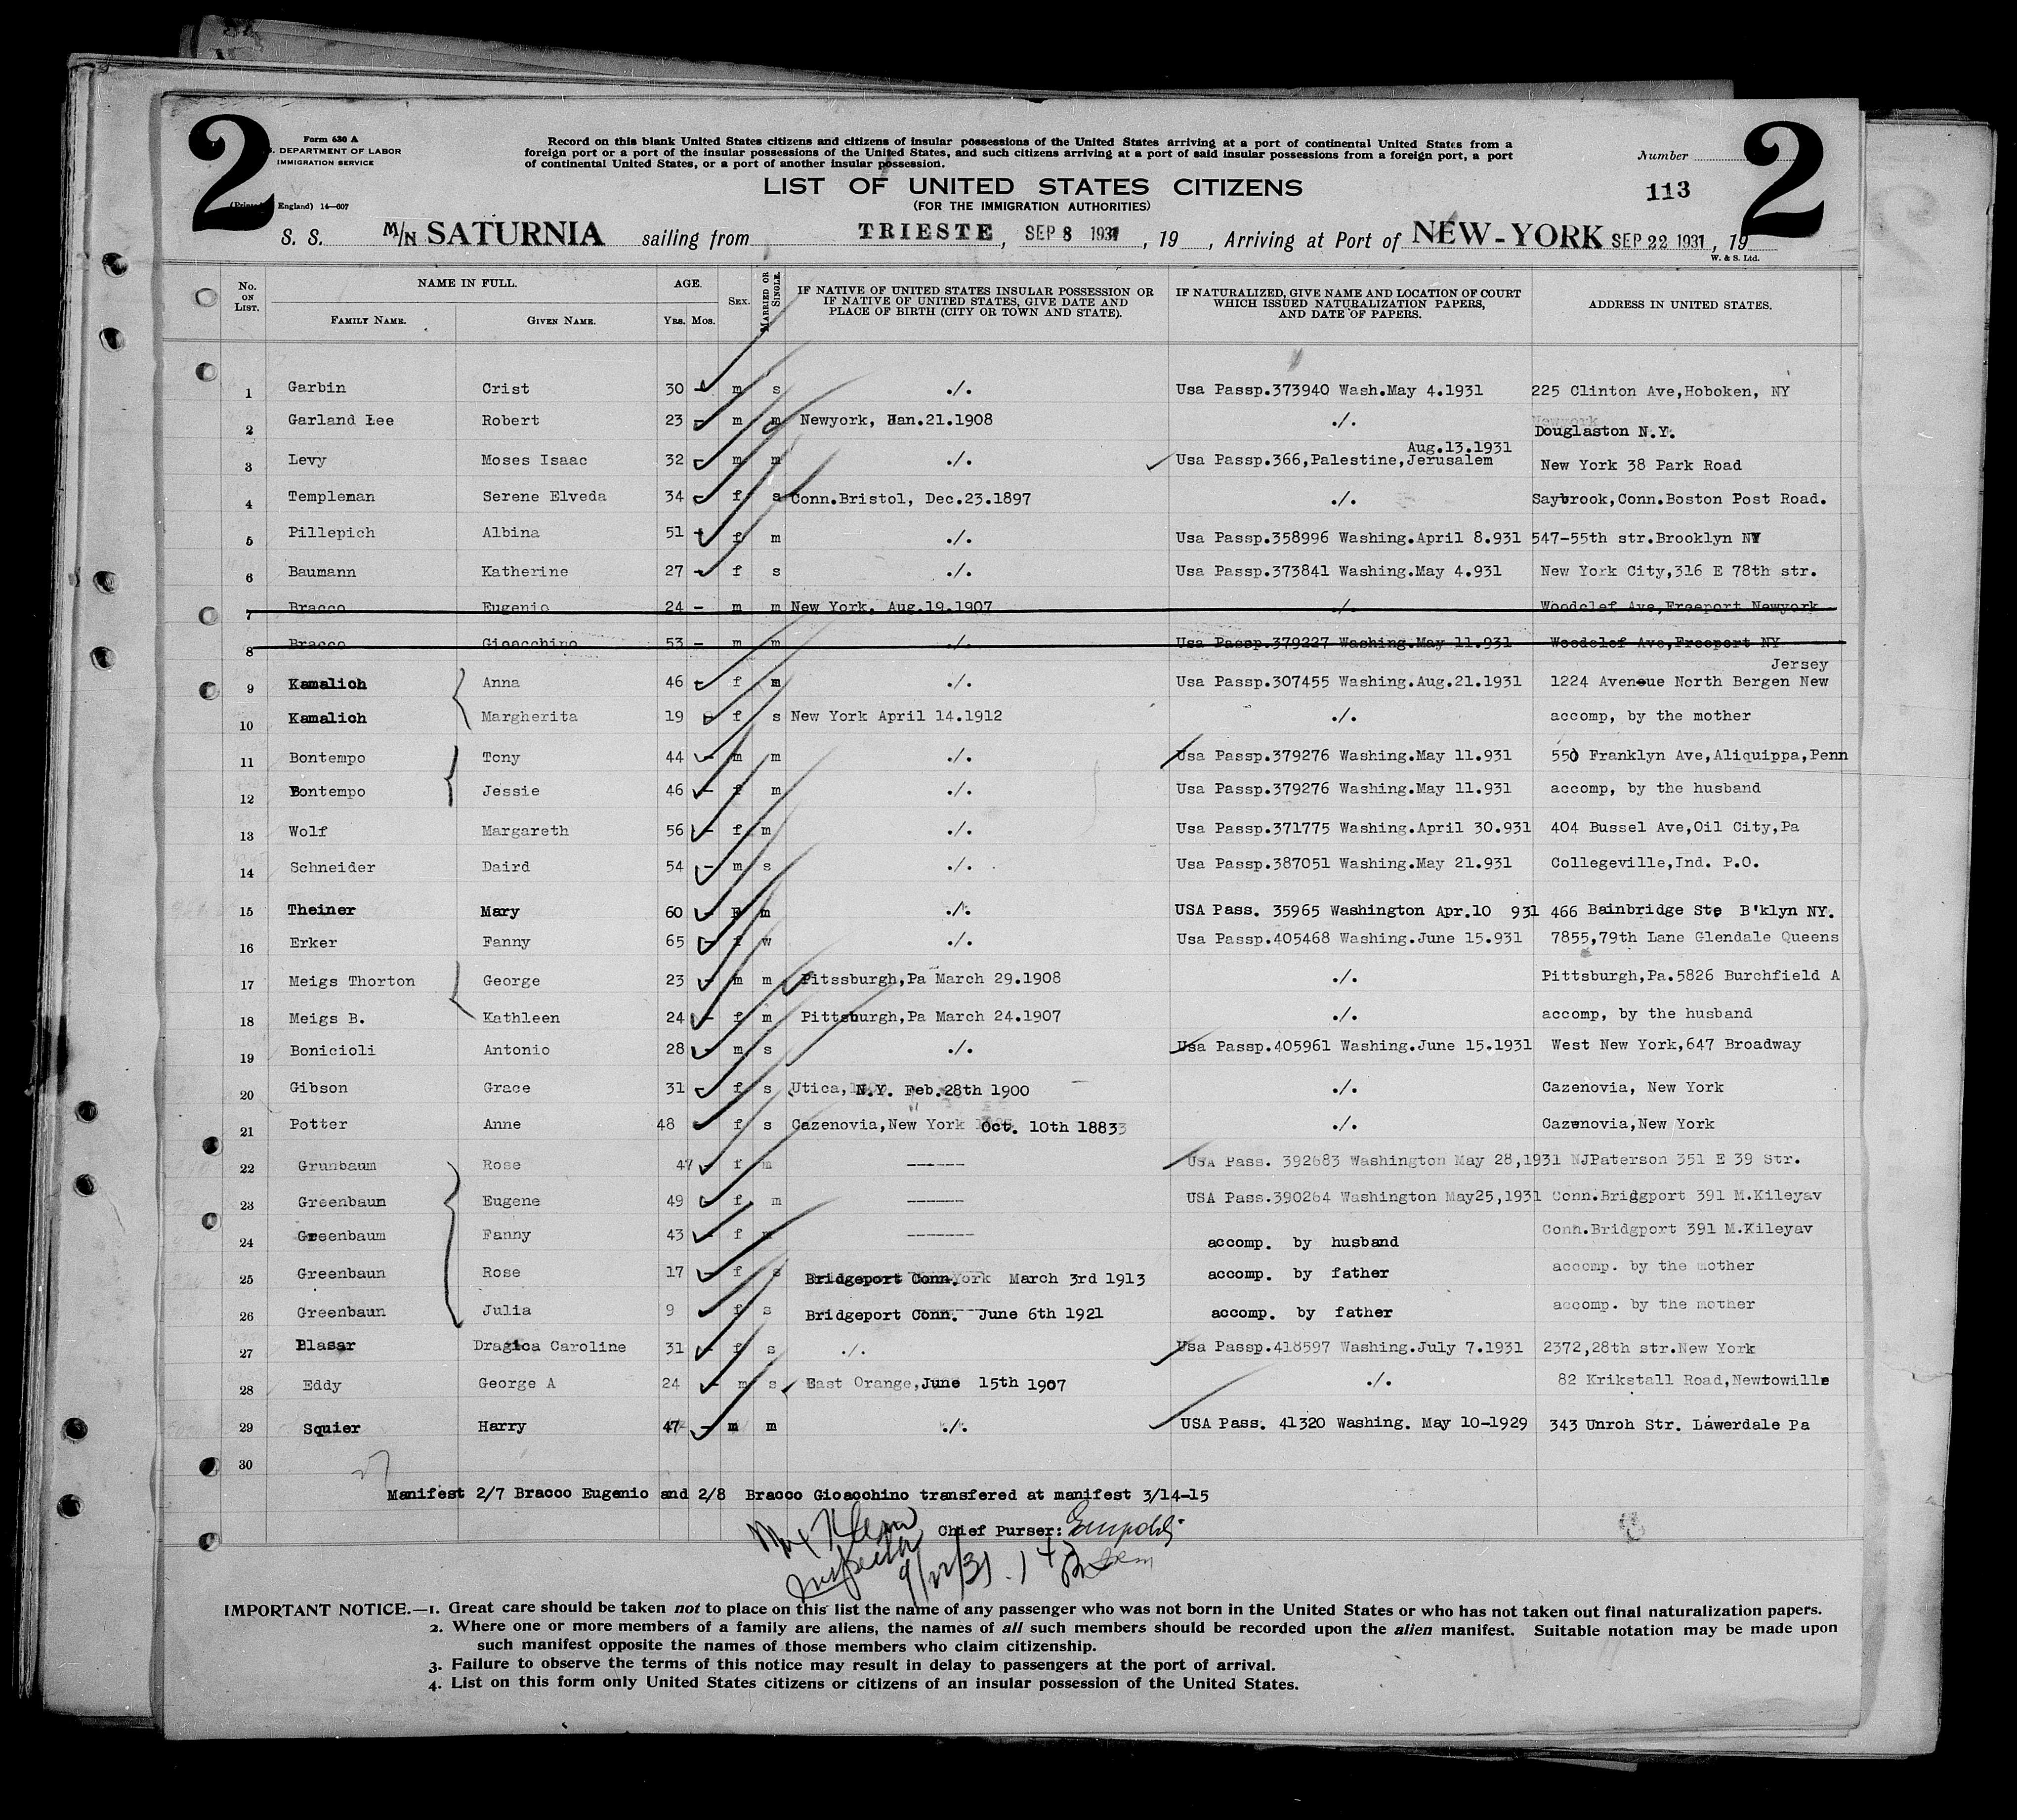 2
2
Form 630 A
DEPARTMENT OF LABOR
IMMIGRATION SERVICE
England) 14—607
Record on this blank United States citizens and citizens of insular possessions of the United States arriving at a port of continental United States from a
foreign port or a port of the insular possessions of the United States, and such citizens arriving at a port of said insular possessions from a foreign port, a port
of continental United States, or a port of another insular possession.
Number
113
LIST OF UNITED STATES CITIZENS
(FOR THE IMMIGRATION AUTHORITIES)
S. S. M/N SATURNIA sailing from TRIESTE, SEP 8 1931, 19 , Arriving at Port of NEW-YORK SEP 22 1931, 19
W. & S. Ltd.
No. ON LIST. NAME IN FULL. FAMILY NAME. GIVEN NAME. AGE. YRS. MOS. SEX. MARRIED OR SINGLE. IF NATIVE OF UNITED STATES INSULAR POSSESSION OR IF NATIVE OF UNITED STATES, GIVE DATE AND PLACE OF BIRTH (CITY OR TOWN AND STATE). IF NATURALIZED, GIVE NAME AND LOCATION OF COURT WHICH ISSUED NATURALIZATION PAPERS, AND DATE OF PAPERS. ADDRESS IN UNITED STATES.
1 Garbin Crist 30 - m s ./. Usa Passp.373940 Wash.May 4.1931 225 Clinton Ave,Hoboken, NY
2 Garland Lee Robert 23 - m m Newyork, Jan.21.1908 ./. Newyork Douglaston N.Y.
Aug.13.1931
3 Levy Moses Isaac 32 - m m ./. Usa Passp.366,Palestine,Jerusalem New York 38 Park Road
4 Templeman Serene Elveda 34 - f s Conn.Bristol, Dec.23.1897 ./. Saybrook,Conn.Boston Post Road.
5 Pillepich Albina 51 - f m ./. Usa Passp.358996 Washing.April 8.931 547-55th str.Brooklyn NY
6 Baumann Katherine 27 - f s ./. Usa Passp.373841 Washing.May 4.931 New York City,316 E 78th str.
7 Bracco Eugenio 24 - m m New York, Aug.19.1907 ./. Woodclef Ave,Freeport Newyork
8 Bracco Gioacchino 53 - m m ./. Usa Passp.379227 Washing.May 11.931 Woodclef Ave,Freeport NY
Jersey
9 Kamalich Anna 46 - f m ./. Usa Passp.307455 Washing.Aug.21.1931 1224 Aveneue North Bergen New
10 Kamalich Margherita 19 f s New York April 14.1912 ./. accomp, by the mother
11 Bontempo Tony 44 - m m ./. Usa Passp.379276 Washing.May 11.931 550 Franklyn Ave,Aliquippa,Penn
12 Bontempo Jessie 46 - f m ./. Usa Passp.379276 Washing.May 11.931 accomp, by the husband
13 Wolf Margareth 56 - f m ./. Usa Passp.371775 Washing.April 30.931 404 Bussel Ave,Oil City,Pa
14 Schneider Daird 54 - m s ./. Usa Passp.387051 Washing.May 21.931 Collegeville,Ind. P.O.
15 Theiner Mary 60 - F m ./. USA Pass. 35965 Washington Apr.10 931 466 Bainbridge Ste B'klyn NY.
16 Erker Fanny 65 - f w ./. Usa Passp.405468 Washing.June 15.931 7855,79th Lane Glendale Queens
17 Meigs Thorton George 23 - m m Pitssburgh,Pa March 29.1908 ./. Pittsburgh,Pa.5826 Burchfield A
18 Meigs B. Kathleen 24 - f m Pittsburgh,Pa March 24.1907 ./. accomp, by the husband
19 Bonicioli Antonio 28 - m s ./. Usa Passp.405961 Washing.June 15.1931 West New York,647 Broadway
20 Gibson Grace 31 - f s Utica, N.Y. Feb.28th 1900 ./. Cazenovia, New York
21 Potter Anne 48 f s Cazenovia,New York Oct. 10th 1883 ./. Cazenovia,New York
22 Grunbaum Rose 47 - f m ------ USA Pass. 392683 Washington May 28,1931 NJPaterson 351 E 39 Str.
23 Greenbaun Eugene 49 - f m ------ USA Pass.390264 Washington May25,1931 Conn.Bridgport 391 M.Kileyav
24 Greenbaum Fanny 43 - f m ------- accomp. by husband Conn.Bridgport 391 M.Kileyav
25 Greenbaun Rose 17 - f s Bridgeport Conn. York March 3rd 1913 accomp. by father accomp. by the mother
26 Greenbaun Julia 9 f s Bridgeport Conn. June 6th 1921 accomp. by father accomp. by the mother
27 Blasar Dragica Caroline 31 - f s ./. Usa Passp.418597 Washing.July 7.1931 2372,28th str.New York
28 Eddy George A 24 - m s East Orange,June 15th 1907 ./. 82 Krikstall Road,Newtowille
29 Squier Harry 47 - m m ./. USA Pass. 41320 Washing. May 10-1929 343 Unroh Str. Lawerdale Pa
30
27
Manifest 2/7 Bracco Eugenio and 2/8 Bracco Gioacchino transfered at manifest 3/14-15
Chief Purser:
Inspector
9/22/31
IMPORTANT NOTICE.—1. Great care should be taken not to place on this list the name of any passenger who was not born in the United States or who has not taken out final naturalization papers.
2. Where one or more members of a family are aliens, the names of all such members should be recorded upon the alien manifest. Suitable notation may be made upon
such manifest opposite the names of those members who claim citizenship.
3. Failure to observe the terms of this notice may result in delay to passengers at the port of arrival.
4. List on this form only United States citizens or citizens of an insular possession of the United States.